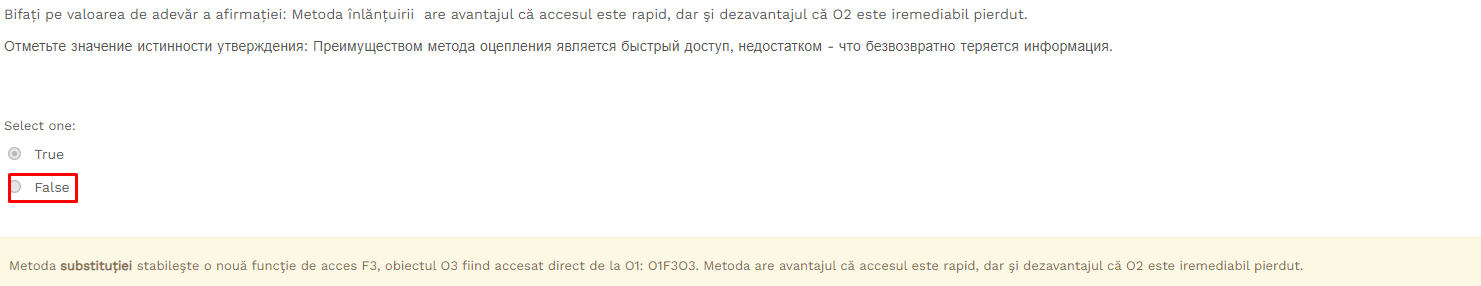 Bifați pe valoarea de adevăr a afirmației: Metoda înlănțuirii are avantajul că accesul este rapid, dar şi dezavantajul că O2 este iremediabil pierdut.
Отметьте значение истинности утверждения: Преимуществом метода оцепления является быстрый доступ, недостатком - что безвозвратно теряется информация.
Select one:
True
False
Metoda substituției stabileşte o nouă funcţie de acces F3, obiectul O3 fiind accesat direct de la O1: O1F3O3. Metoda are avantajul că accesul este rapid, dar şi dezavantajul că O2 este iremediabil pierdut.